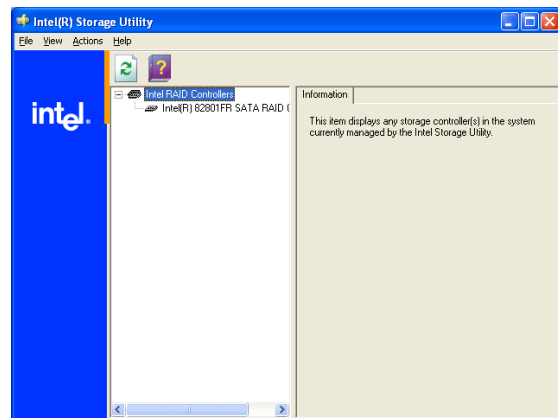 Intel(R) Storage Utility
File View Actions Help
intel.
Intel RAID Controllers
Intel(R) 82801FR SATA RAID
Information
This item displays any storage controller(s) in the system
currently managed by the Intel Storage Utility.